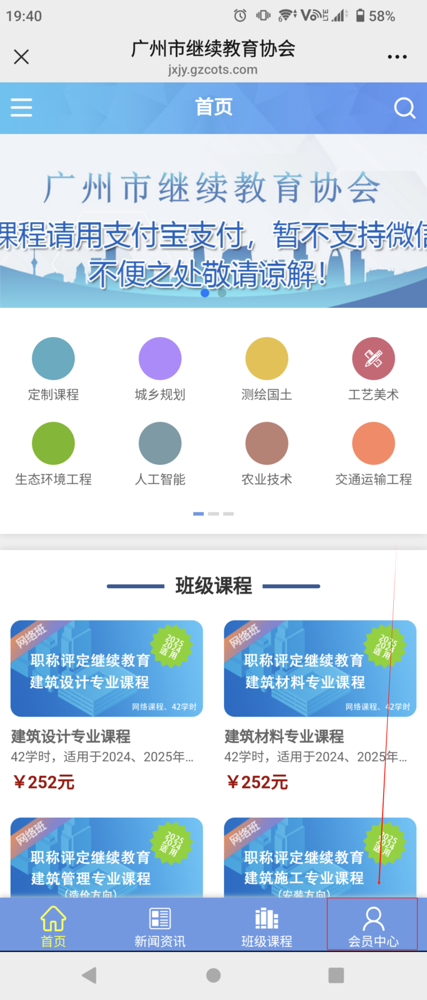 19:40
6 Vo LTE 58%
广州市继续教育协会
jxjy.gzcots.com
首页
广州市继续教育协会
课程请用支付宝支付，暂不支持微信
不便之处敬请谅解！
定制课程 城乡规划 测绘国土 工艺美术
生态环境工程 人工智能 农业技术 交通运输工程
班级课程
网络班
2025
2024
适用
职称评定继续教育
建筑设计专业课程
网络课程、42学时
网络班
2025
2024
适用
职称评定继续教育
建筑材料专业课程
网络课程、42学时
建筑设计专业课程
42学时，适用于2024、2025年...
￥252元
建筑材料专业课程
42学时，适用于2024、2025年...
￥252元
网络班
2025
2024
适用
职称评定继续教育
建筑管理专业课程
（造价方向）
网络班
2025
2024
适用
职称评定继续教育
建筑施工专业课程
（安装方向）
首页 新闻资讯 班级课程 会员中心